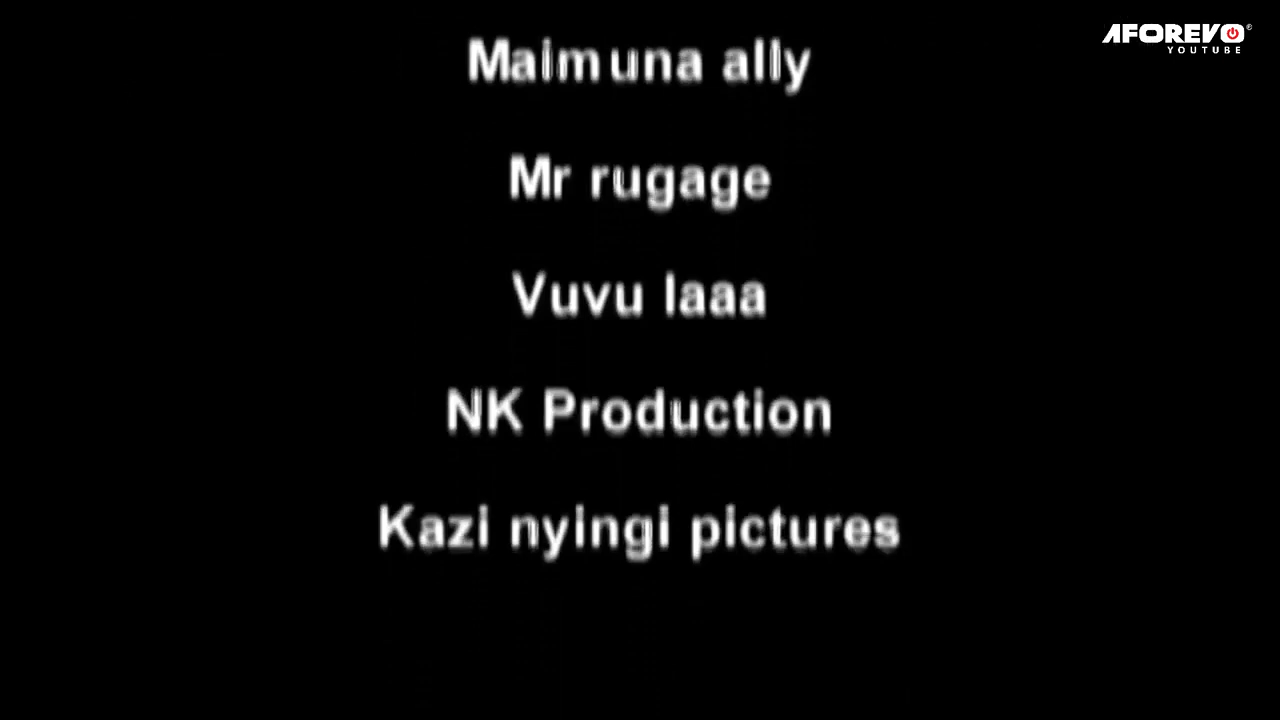 AFOREVO
YOUTUBE
Maimuna ally
Mr rugage
Vuvu laaa
NK Production
Kazi nyingi pictures